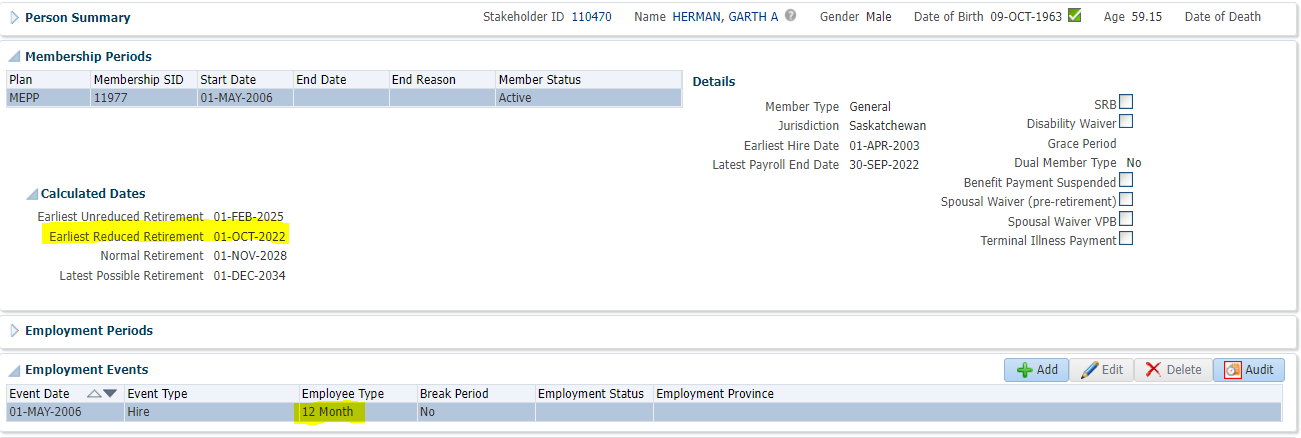 Person Summary Stakeholder ID 110470 Name HERMAN, GARTH A Gender Male Date of Birth 09-OCT-1963 Age 59.15 Date of Death
Membership Periods
Plan Membership SID Start Date End Date End Reason Member Status
MEPP 11977 01-MAY-2006 Active
Details
Member Type General
Jurisdiction Saskatchewan
Earliest Hire Date 01-APR-2003
Latest Payroll End Date 30-SEP-2022
SRB
Disability Waiver
Grace Period
Dual Member Type No
Benefit Payment Suspended
Spousal Waiver (pre-retirement)
Spousal Waiver VPB
Terminal Illness Payment
Calculated Dates
Earliest Unreduced Retirement 01-FEB-2025
Earliest Reduced Retirement 01-OCT-2022
Normal Retirement 01-NOV-2028
Latest Possible Retirement 01-DEC-2034
Employment Periods
Employment Events
Add Edit Delete Audit
Event Date Event Type Employee Type Break Period Employment Status Employment Province
01-MAY-2006 Hire 12 Month No